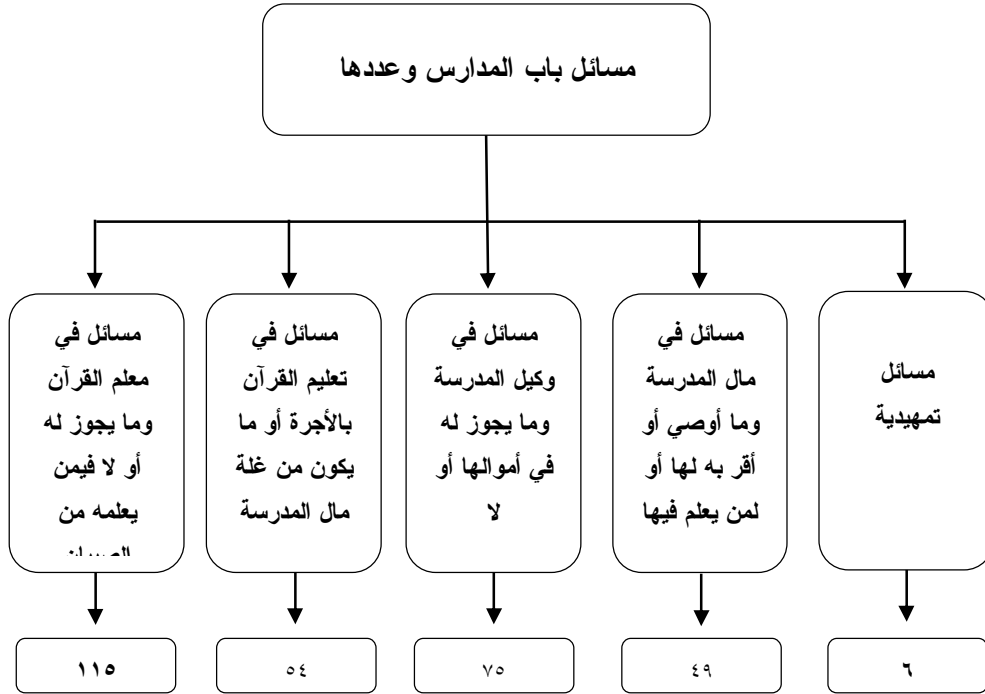 مسائل باب المدارس وعددها
مسائل
تمهيدية
مسائل في
مال المدرسة
وما أوصي أو
أقر به لها أو
لمن يعلم فيها
مسائل في
وكيل المدرسة
وما يجوز له
في أموالها أو
لا
مسائل في
تعليم القرآن
بالأجرة أو ما
يكون من غلة
مال المدرسة
مسائل في
معلم القرآن
وما يجوز له
أو لا فيمن
يعلمه من
٦
٤٩
٧٥
٥٤
١١٥